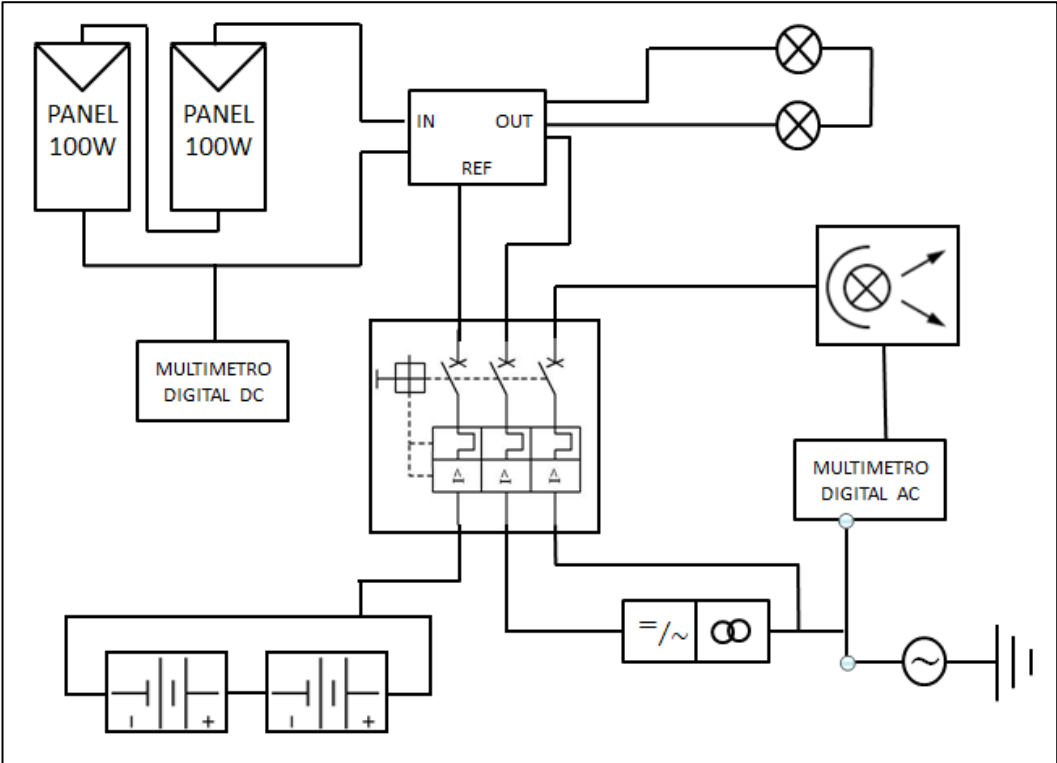 PANEL
100W
PANEL
100W
IN
OUT
REF
MULTIMETRO
DIGITAL DC
I>
I>
I>
MULTIMETRO
DIGITAL AC
=/~
~
−
+
−
+